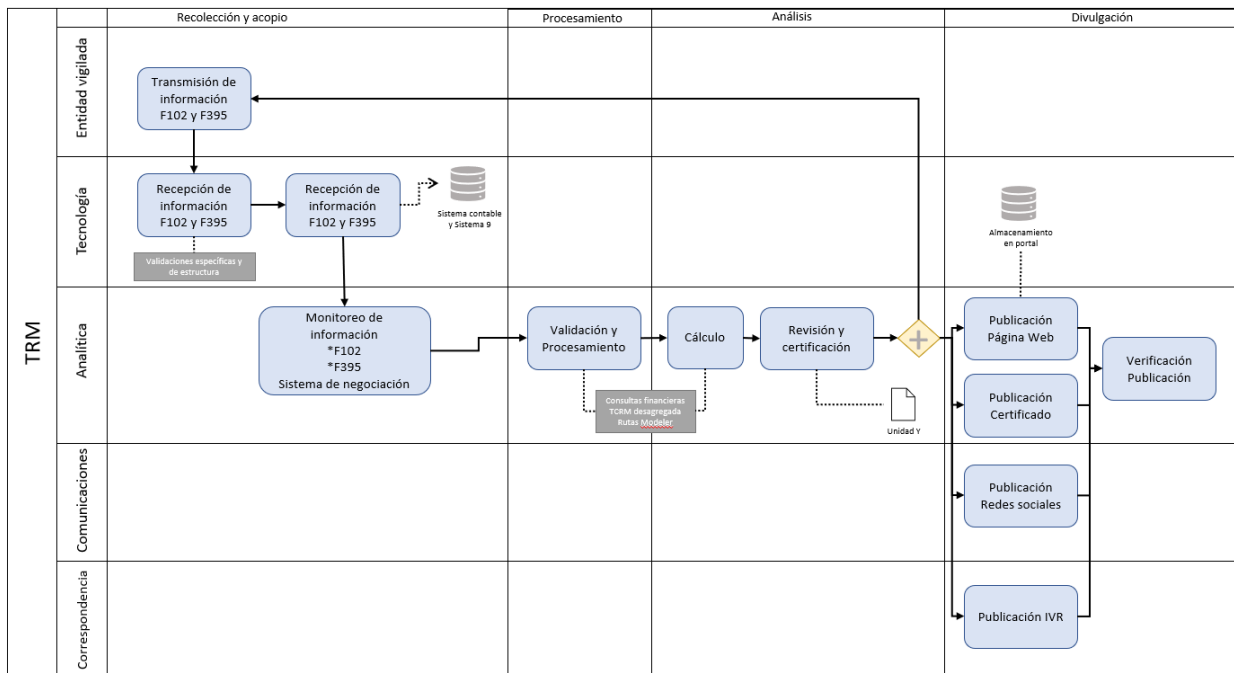 Recolección y acopio
Procesamiento
Análisis
Divulgación
TRM
Entidad vigilada
Transmisión de
información
F102 y F395
Tecnología
Recepción de
información
F102 y F395
Recepción de
información
F102 y F395
Sistema contable
y Sistema 9
Validaciones específicas y
de estructura
Almacenamiento
en portal
Analítica
Monitoreo de
información
*F102
*F395
Sistema de negociación
Validación y
Procesamiento
Cálculo
Revisión y
certificación
Consultas financieras
TCRM desagregada
Rutas Modeler
Unidad Y
Publicación
Página Web
Publicación
Certificado
Verificación
Publicación
Comunicaciones
Publicación
Redes sociales
Correspondencia
Publicación IVR